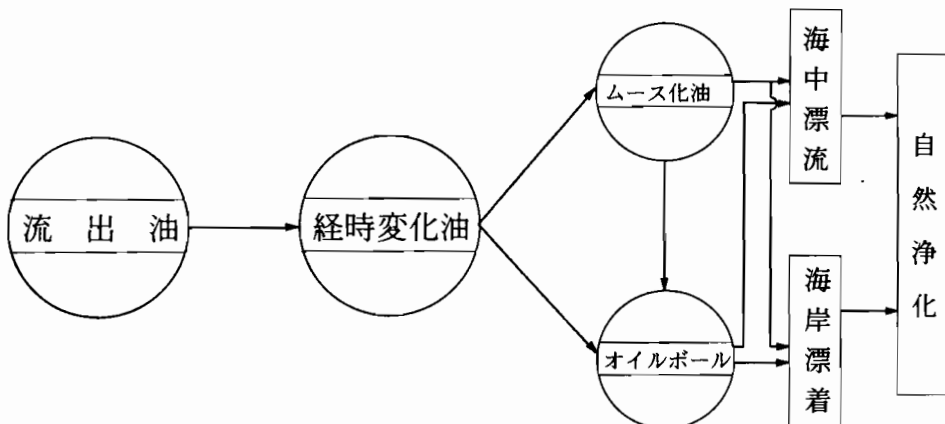 流出油
経時変化油
ムース化油
オイルボール
海中漂流
海岸漂着
自然浄化